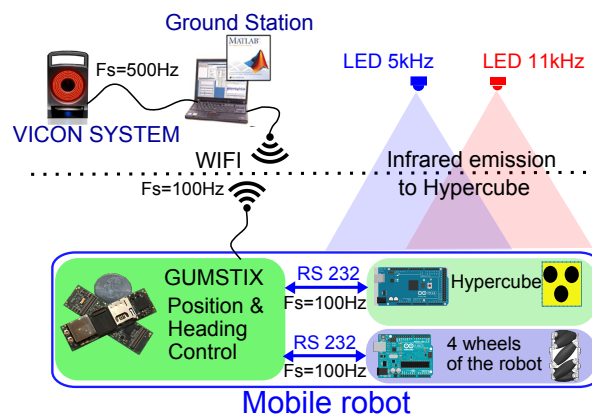 Ground Station
MATLAB
Fs=500Hz
LED 5kHz
LED 11kHz
VICON SYSTEM
WIFI
Infrared emission
to Hypercube
Fs=100Hz
GUMSTIX
Position &
Heading
Control
RS 232
Fs=100Hz
Hypercube
RS 232
Fs=100Hz
4 wheels
of the robot
Mobile robot